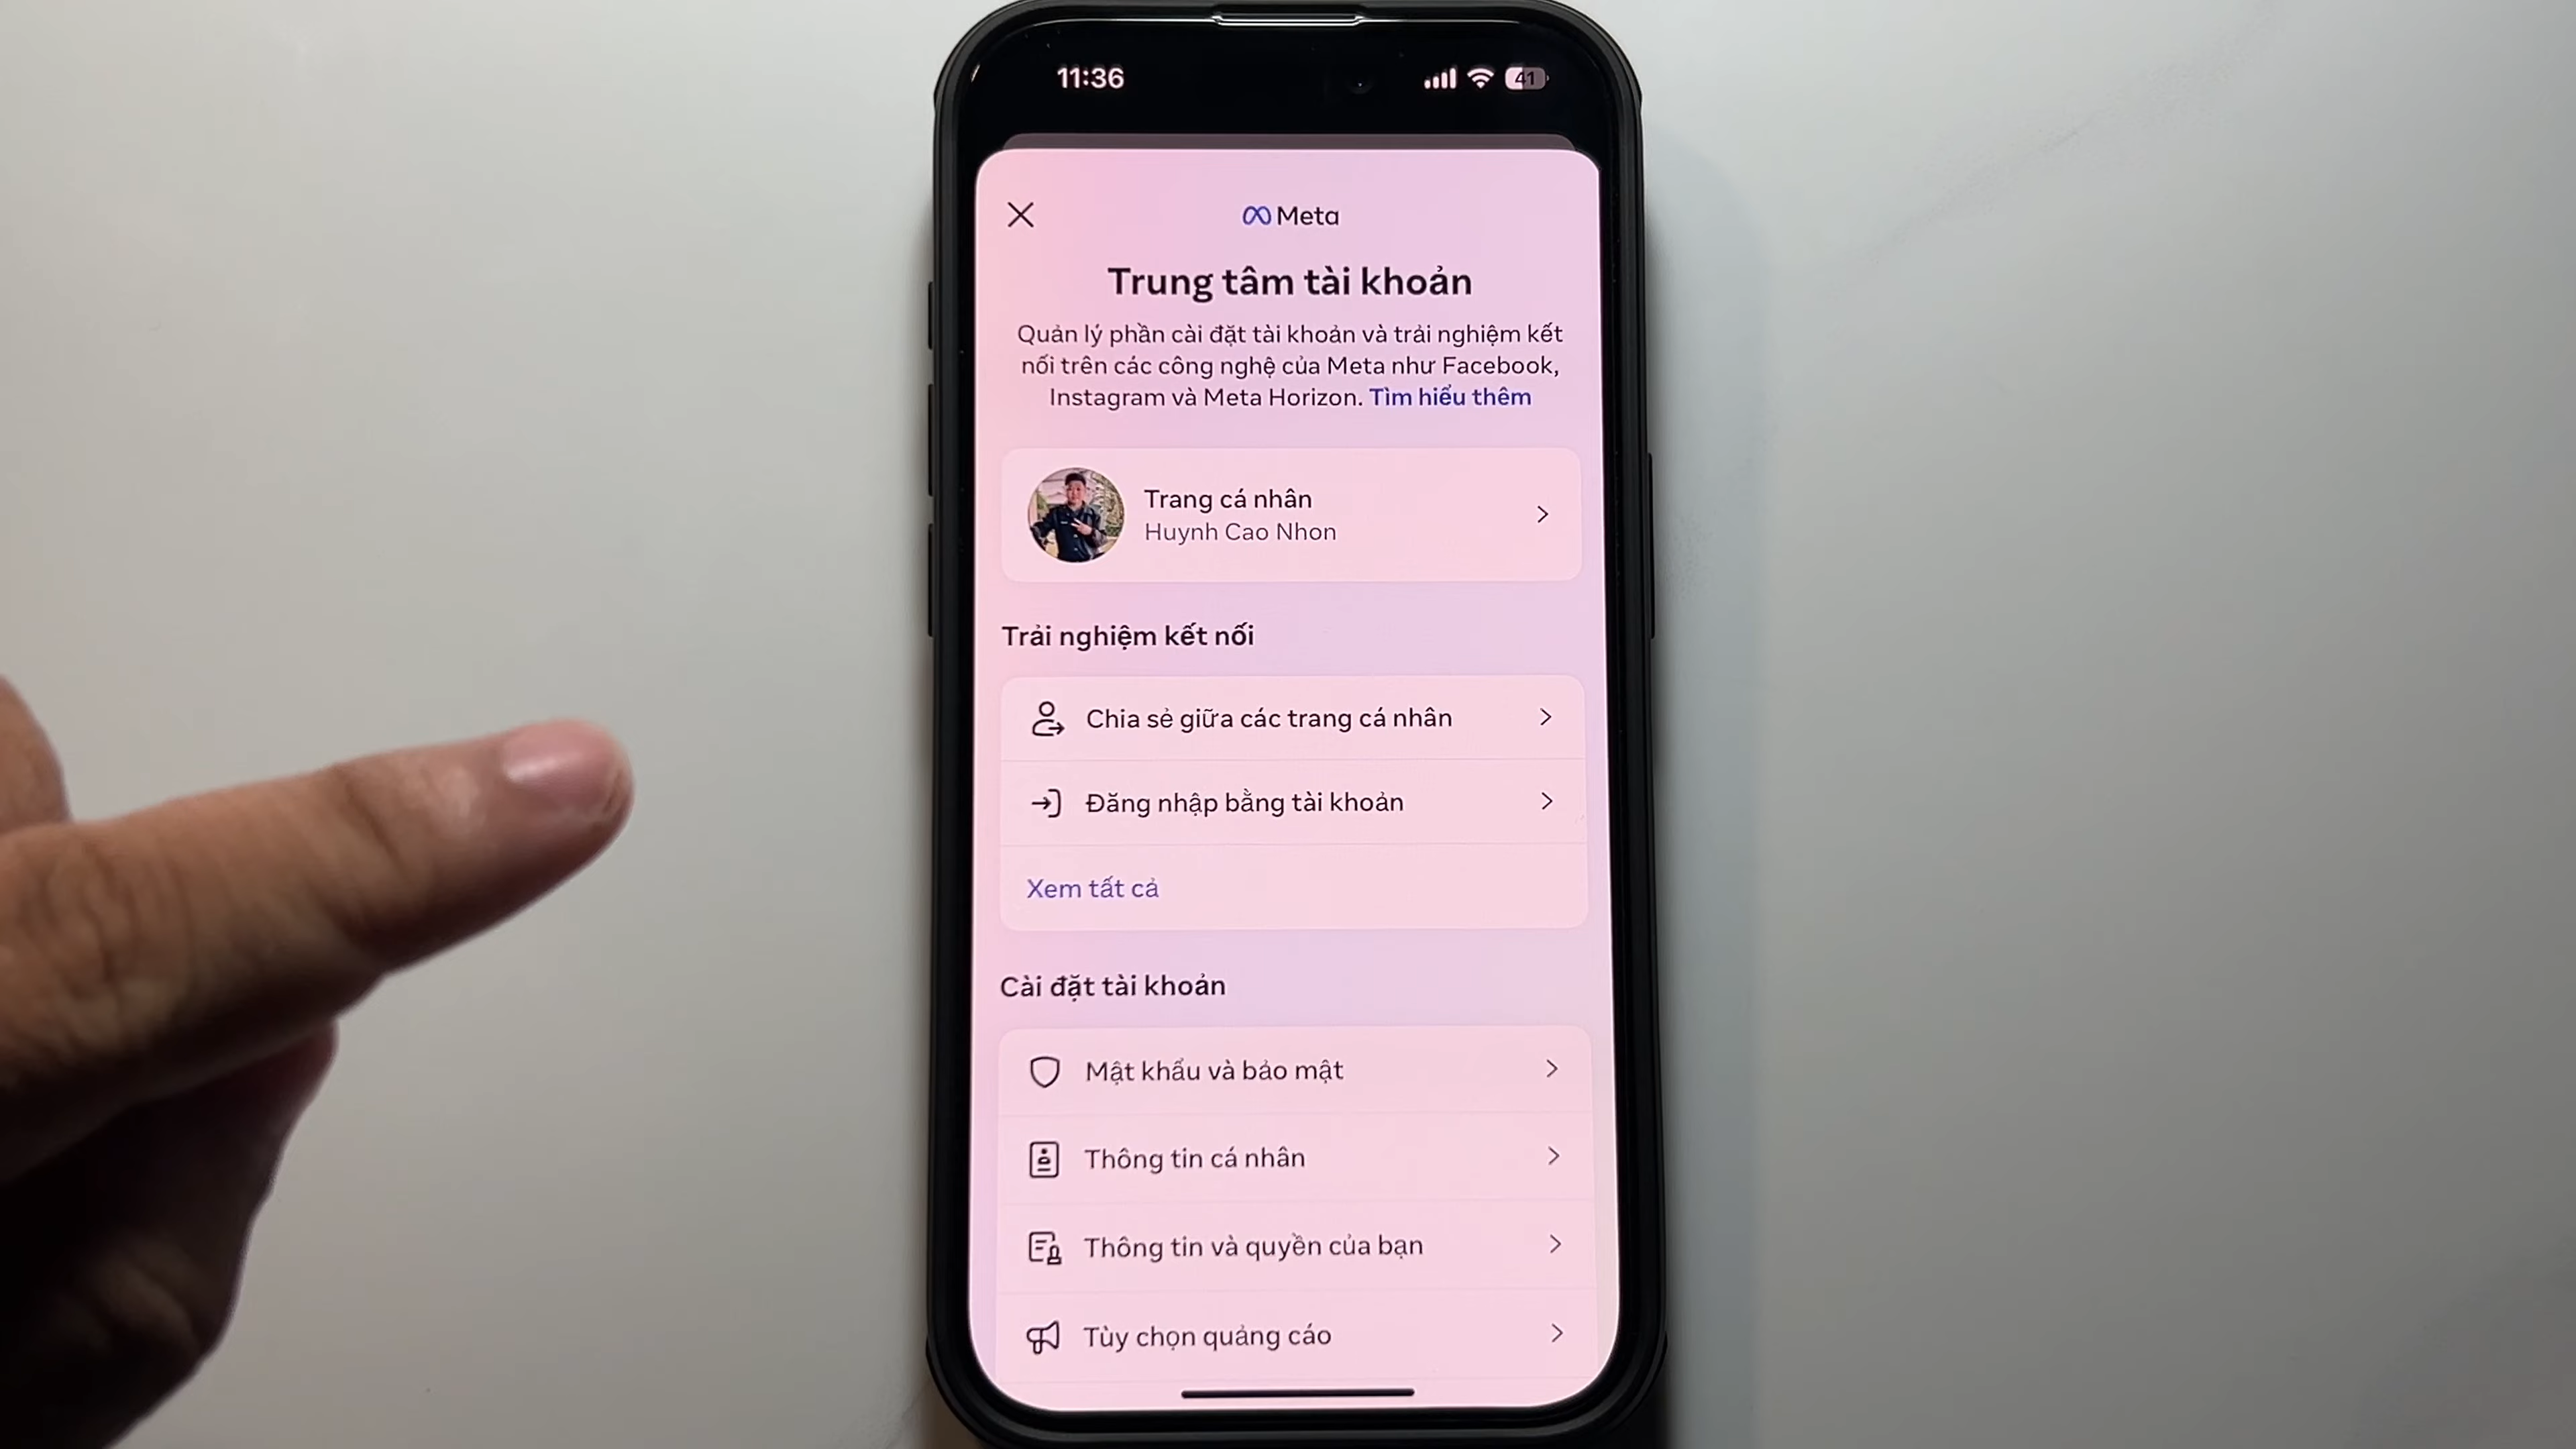 11:36
41
Meta
Trung tâm tài khoản
Quản lý phần cài đặt tài khoản và trải nghiệm kết
nối trên các công nghệ của Meta như Facebook,
Instagram và Meta Horizon. Tìm hiểu thêm
Trang cá nhân
Huynh Cao Nhon
Trải nghiệm kết nối
Chia sẻ giữa các trang cá nhân
Đăng nhập bằng tài khoản
Xem tất cả
Cài đặt tài khoản
Mật khẩu và bảo mật
Thông tin cá nhân
Thông tin và quyền của bạn
Tùy chọn quảng cáo